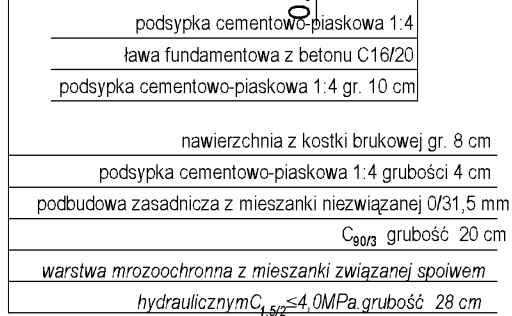 0.
podsypka cementowo-piaskowa 1:4
ława fundamentowa z betonu C16/20
podsypka cementowo-piaskowa 1:4 gr. 10 cm
nawierzchnia z kostki brukowej gr. 8 cm
podsypka cementowo-piaskowa 1:4 grubości 4 cm
podbudowa zasadnicza z mieszanki niezwiązanej 0/31,5 mm
C90/3 grubość 20 cm
warstwa mrozoochronna z mieszanki związanej spoiwem
hydraulicznymC1,5/2≤4,0MPa.grubość 28 cm